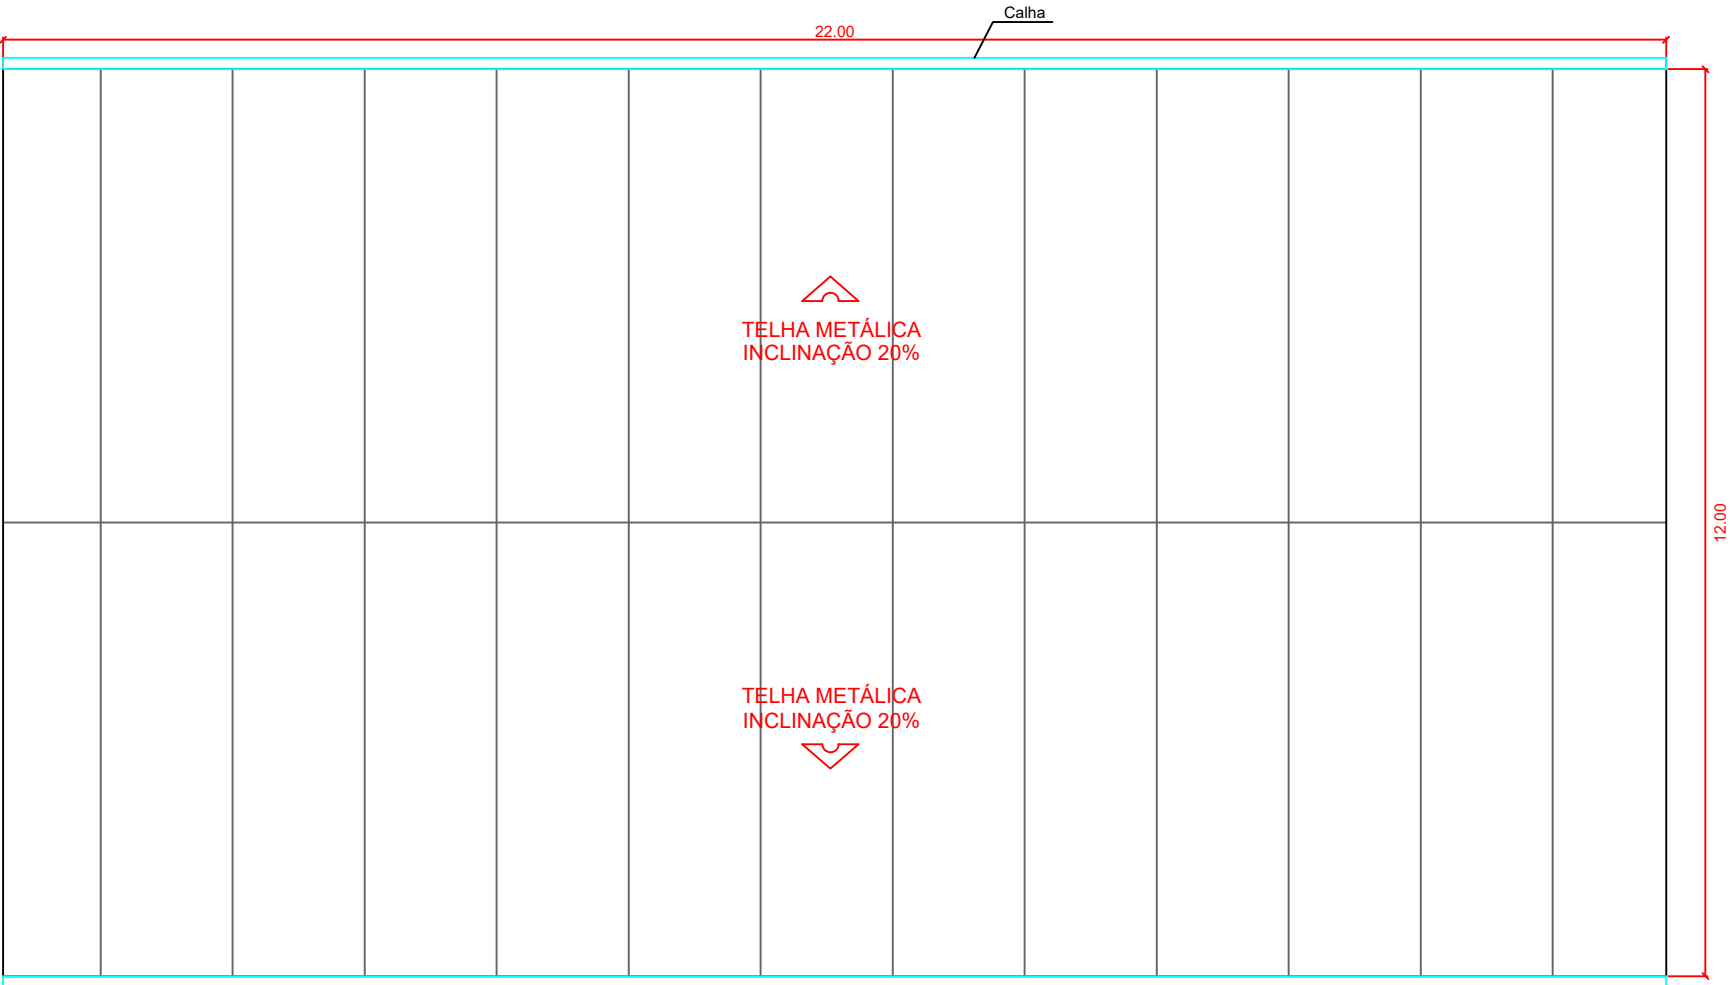 Calha
22.00
TELHA METÁLICA
INCLINAÇÃO 20%
12.00
TELHA METÁLICA
INCLINAÇÃO 20%